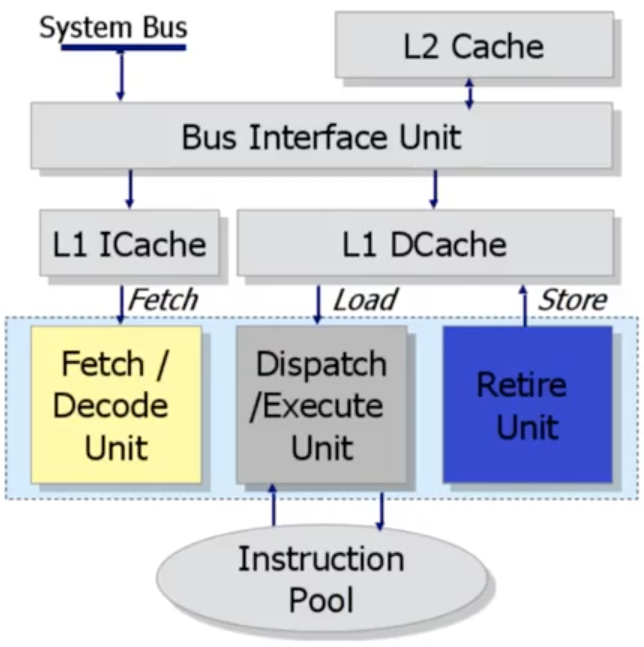 System Bus
L2 Cache
Bus Interface Unit
L1 ICache
L1 DCache
Fetch
Load
Store
Fetch /
Decode
Unit
Dispatch
/Execute
Unit
Retire
Unit
Instruction
Pool